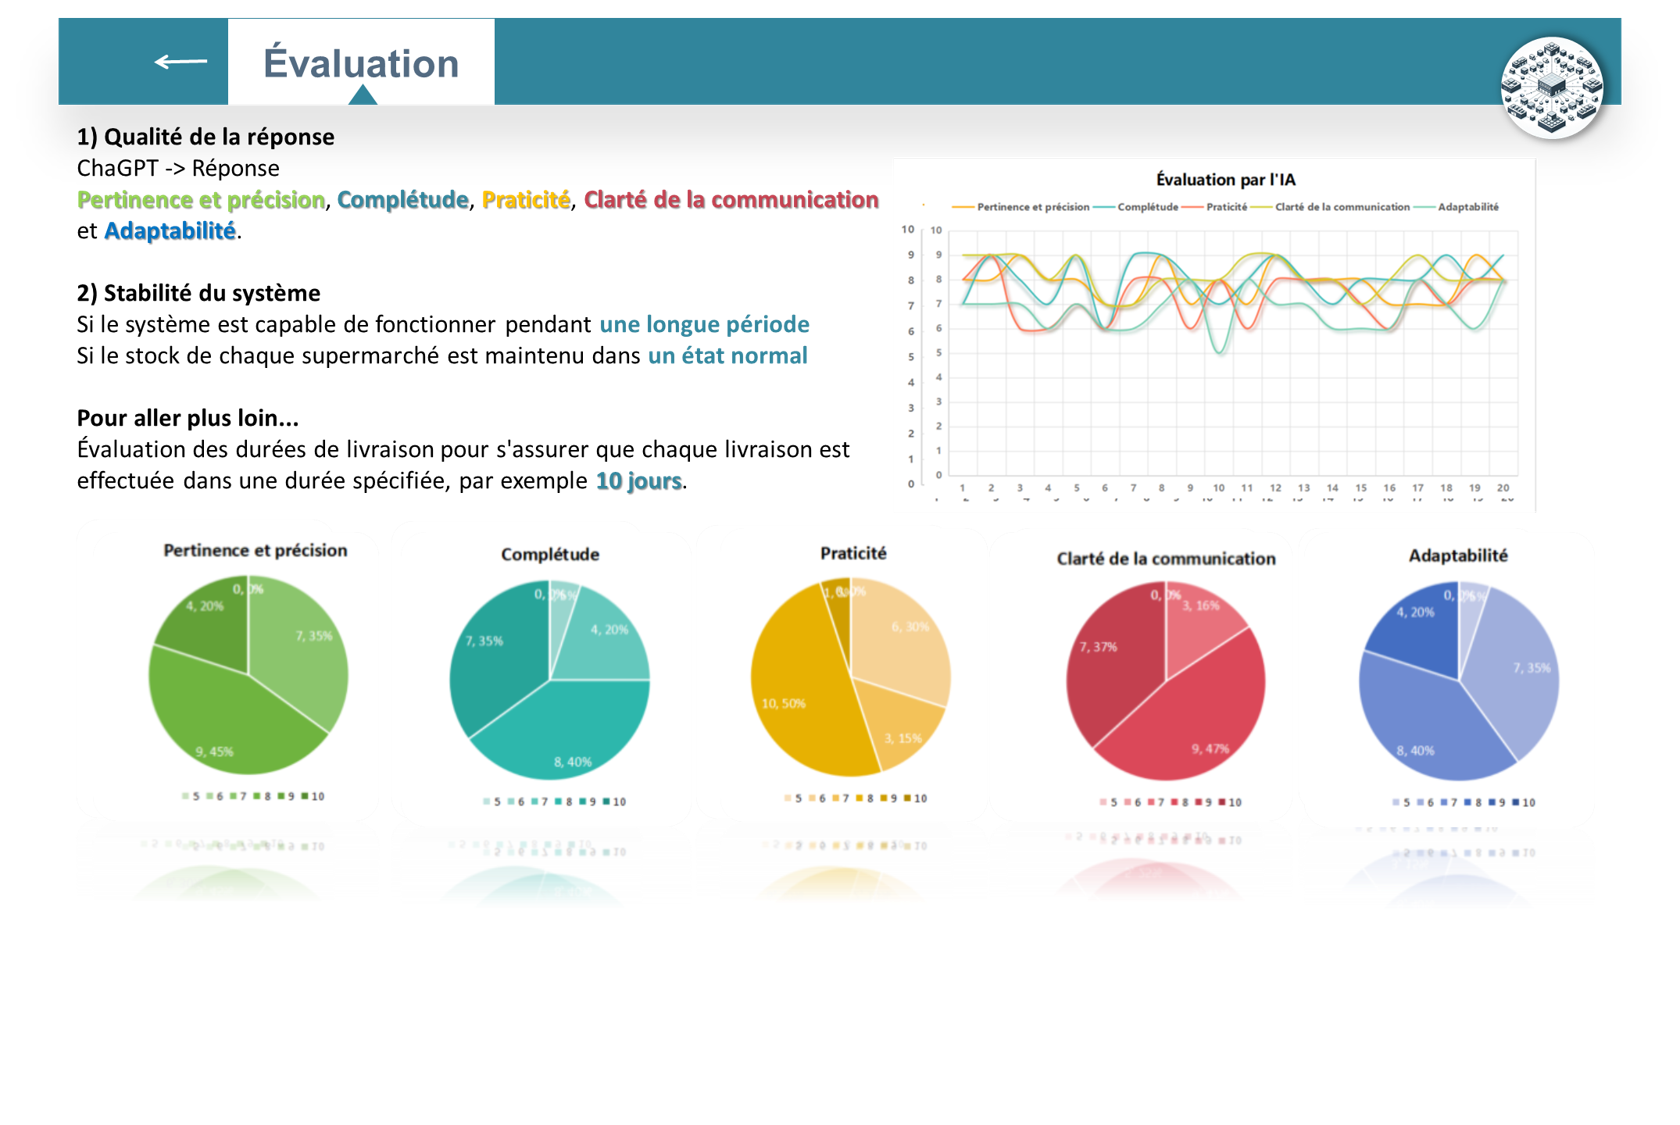 Évaluation
1) Qualité de la réponse
ChaGPT -> Réponse
Pertinence et précision, Complétude, Praticité, Clarté de la communication
et Adaptabilité.
2) Stabilité du système
Si le système est capable de fonctionner pendant une longue période
Si le stock de chaque supermarché est maintenu dans un état normal
Pour aller plus loin...
Évaluation des durées de livraison pour s'assurer que chaque livraison est
effectuée dans une durée spécifiée, par exemple 10 jours.
Évaluation par l'IA
Pertinence et précision Complétude Praticité Clarté de la communication Adaptabilité
10 10
9 9
8 8
7 7
6 6
5 5
4 4
3 3
2 2
1 1
0 0
1 2 3 4 5 6 7 8 9 10 11 12 13 14 15 16 17 18 19 20
Pertinence et précision
0, 0%
4, 20%
7, 35%
9, 45%
5 6 7 8 9 10
Complétude
0,
4, 20%
7, 35%
8, 40%
5 6 7 8 9 10
Praticité
6, 30%
10, 50%
3, 15%
5 6 7 8 9 10
Clarté de la communication
0, 0%
3, 16%
7, 37%
9, 47%
5 6 7 8 9 10
Adaptabilité
0,
4, 20%
7, 35%
8, 40%
5 6 7 8 9 10